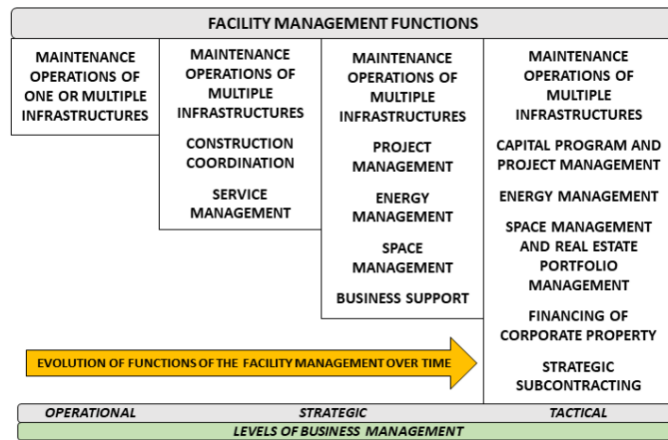 FACILITY MANAGEMENT FUNCTIONS
MAINTENANCE
OPERATIONS OF
ONE OR MULTIPLE
INFRASTRUCTURES
MAINTENANCE
OPERATIONS OF
MULTIPLE
INFRASTRUCTURES
CONSTRUCTION
COORDINATION
SERVICE
MANAGEMENT
MAINTENANCE
OPERATIONS OF
MULTIPLE
INFRASTRUCTURES
PROJECT
MANAGEMENT
ENERGY
MANAGEMENT
SPACE
MANAGEMENT
BUSINESS SUPPORT
MAINTENANCE
OPERATIONS OF
MULTIPLE
INFRASTRUCTURES
CAPITAL PROGRAM AND
PROJECT MANAGEMENT
ENERGY MANAGEMENT
SPACE MANAGEMENT
AND REAL ESTATE
PORTFOLIO
MANAGEMENT
FINANCING OF
CORPORATE PROPERTY
STRATEGIC
SUBCONTRACTING
EVOLUTION OF FUNCTIONS OF THE FACILITY MANAGEMENT OVER TIME
OPERATIONAL
STRATEGIC
TACTICAL
LEVELS OF BUSINESS MANAGEMENT